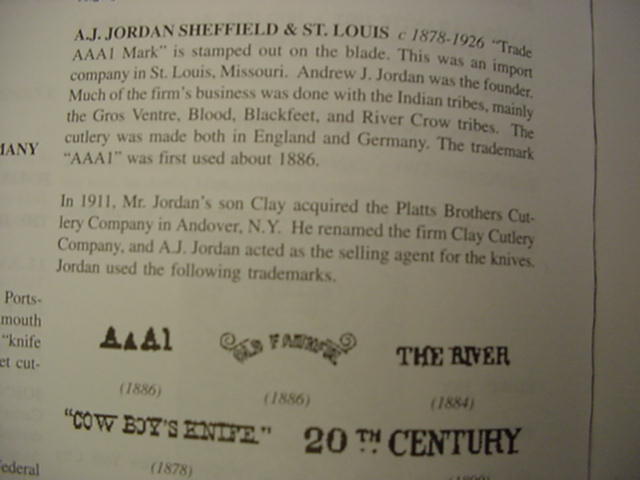 A.J. JORDAN SHEFFIELD & ST. LOUIS c 1878-1926 "Trade
AAA1 Mark" is stamped out on the blade. This was an import
company in St. Louis, Missouri. Andrew J. Jordan was the founder.
Much of the firm's business was done with the Indian tribes, mainly
the Gros Ventre, Blood, Blackfeet, and River Crow tribes. The
cutlery was made both in England and Germany. The trademark
"AAA1" was first used about 1886.
In 1911, Mr. Jordan's son Clay acquired the Platts Brothers Cut-
lery Company in Andover, N.Y. He renamed the firm Clay Cutlery
Company, and A.J. Jordan acted as the selling agent for the knives.
Jordan used the following trademarks.
AAA1
OLD FAVORITE
THE RIVER
(1886)
(1886)
(1884)
"COW BOY'S KNIFE"
20TH CENTURY
(1878)
MANY
Ports-
mouth
"knife
et cut-
Federal